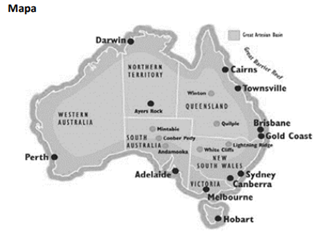 Mapa
Great Artesian Basin
Darwin
Great Barrier Reef
NORTHERN
TERRITORY
Cairns
Townsville
Winton
QUEENSLAND
WESTERN
AUSTRALIA
Ayers Rock
Quilpie
Brisbane
Gold Coast
Mintabie
SOUTH
AUSTRALIA
Coober Pedy
Andamooka
Lightning Ridge
White Cliffs
Perth
NEW
SOUTH WALES
Adelaide
Sydney
Canberra
VICTORIA
Melbourne
Hobart